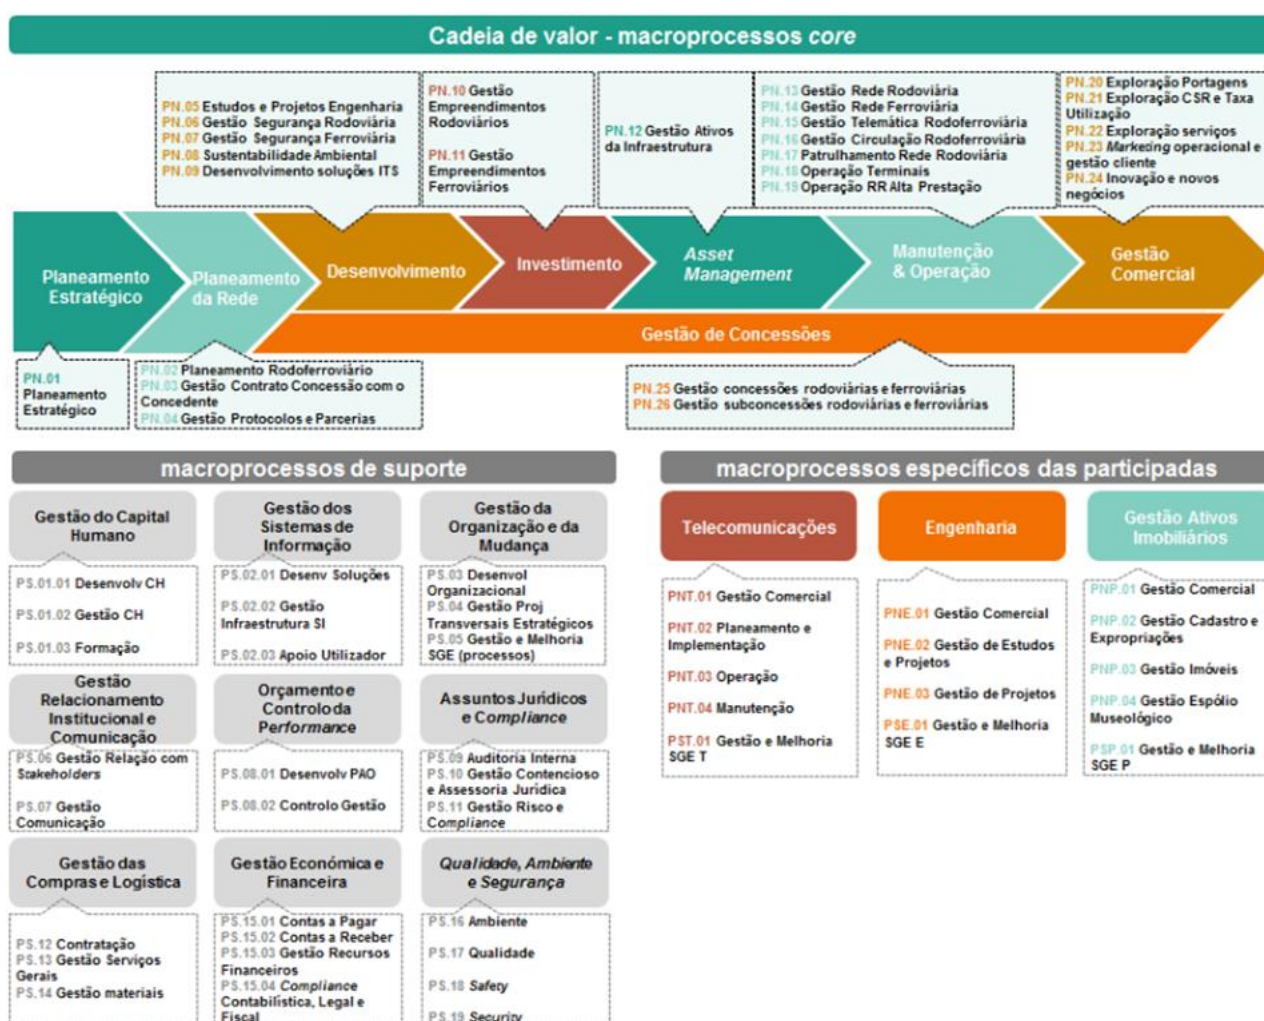 Cadeia de valor - macroprocessos core
PN.05 Estudos e Projetos Engenharia
PN.06 Gestão Segurança Rodoviária
PN.07 Gestão Segurança Ferroviária
PN.08 Sustentabilidade Ambiental
PN.09 Desenvolvimento soluções ITS
PN.10 Gestão
Empreendimentos
Rodoviários
PN.11 Gestão
Empreendimentos
Ferroviários
PN.12 Gestão Ativos
da Infraestrutura
PN.13 Gestão Rede Rodoviária
PN.14 Gestão Rede Ferroviária
PN.15 Gestão Telemática Rodoferroviária
PN.16 Gestão Circulação Rodoferroviária
PN.17 Patrulhamento Rede Rodoviária
PN.18 Operação Terminais
PN.19 Operação RR Alta Prestação
PN.20 Exploração Portagens
PN.21 Exploração CSR e Taxa
Utilização
PN.22 Exploração serviços
PN.23 Marketing operacional e
gestão cliente
PN.24 Inovação e novos
negócios
Planeamento
Estratégico
Planeamento
da Rede
Desenvolvimento
Investimento
Asset
Management
Manutenção
& Operação
Gestão
Comercial
Gestão de Concessões
PN.01
Planeamento
Estratégico
PN.02 Planeamento Rodoferroviário
PN.03 Gestão Contrato Concessão com o
Concedente
PN.04 Gestão Protocolos e Parcerias
PN.25 Gestão concessões rodoviárias e ferroviárias
PN.26 Gestão subconcessões rodoviárias e ferroviárias
macroprocessos de suporte
Gestão do Capital
Humano
PS.01.01 Desenvolv CH
PS.01.02 Gestão CH
PS.01.03 Formação
Gestão dos
Sistemas de
Informação
PS.02.01 Desenv Soluções
PS.02.02 Gestão
Infraestrutura SI
PS.02.03 Apoio Utilizador
Gestão da
Organização e da
Mudança
PS.03 Desenvol
Organizacional
PS.04 Gestão Proj
Transversais Estratégicos
PS.05 Gestão e Melhoria
SGE (processos)
Gestão
Relacionamento
Institucional e
Comunicação
PS.06 Gestão Relação com
Stakeholders
PS.07 Gestão
Comunicação
Orçamento e
Controlo da
Performance
PS.08.01 Desenvolv PAO
PS.08.02 Controlo Gestão
Assuntos Jurídicos
e Compliance
PS.09 Auditoria Interna
PS.10 Gestão Contencioso
e Assessoria Jurídica
PS.11 Gestão Risco e
Compliance
Gestão das
Compras e Logística
PS.12 Contratação
PS.13 Gestão Serviços
Gerais
PS.14 Gestão materiais
Gestão Económica e
Financeira
PS.15.01 Contas a Pagar
PS.15.02 Contas a Receber
PS.15.03 Gestão Recursos
Financeiros
PS.15.04 Compliance
Contabilística, Legal e
Fiscal
Qualidade, Ambiente
e Segurança
PS.16 Ambiente
PS.17 Qualidade
PS.18 Safety
PS.19 Security
macroprocessos específicos das participadas
Telecomunicações
PNT.01 Gestão Comercial
PNT.02 Planeamento e
Implementação
PNT.03 Operação
PNT.04 Manutenção
PST.01 Gestão e Melhoria
SGE T
Engenharia
PNE.01 Gestão Comercial
PNE.02 Gestão de Estudos
e Projetos
PNE.03 Gestão de Projetos
PSE.01 Gestão e Melhoria
SGE E
Gestão Ativos
Imobiliários
PNP.01 Gestão Comercial
PNP.02 Gestão Cadastro e
Expropriações
PNP.03 Gestão Imóveis
PNP.04 Gestão Espólio
Museológico
PSP.01 Gestão e Melhoria
SGE P